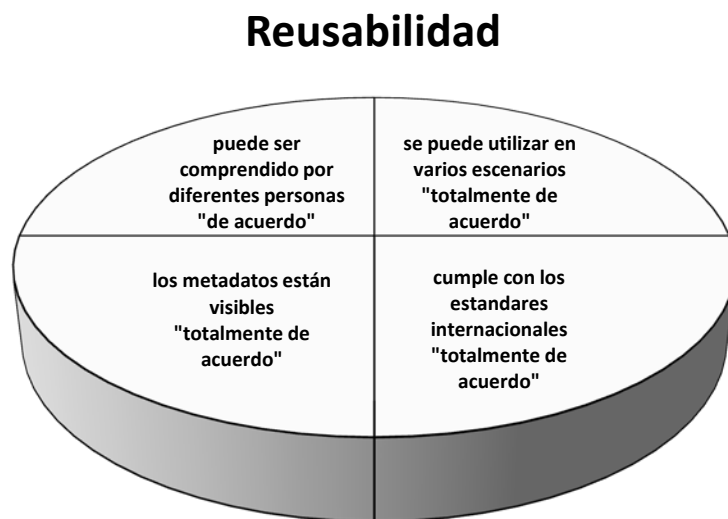 Reusabilidad
puede ser
comprendido por
diferentes personas
"de acuerdo"
se puede utilizar en
varios escenarios
"totalmente de
acuerdo"
los metadatos están
visibles
"totalmente de
acuerdo"
cumple con los
estandares
internacionales
"totalmente de
acuerdo"